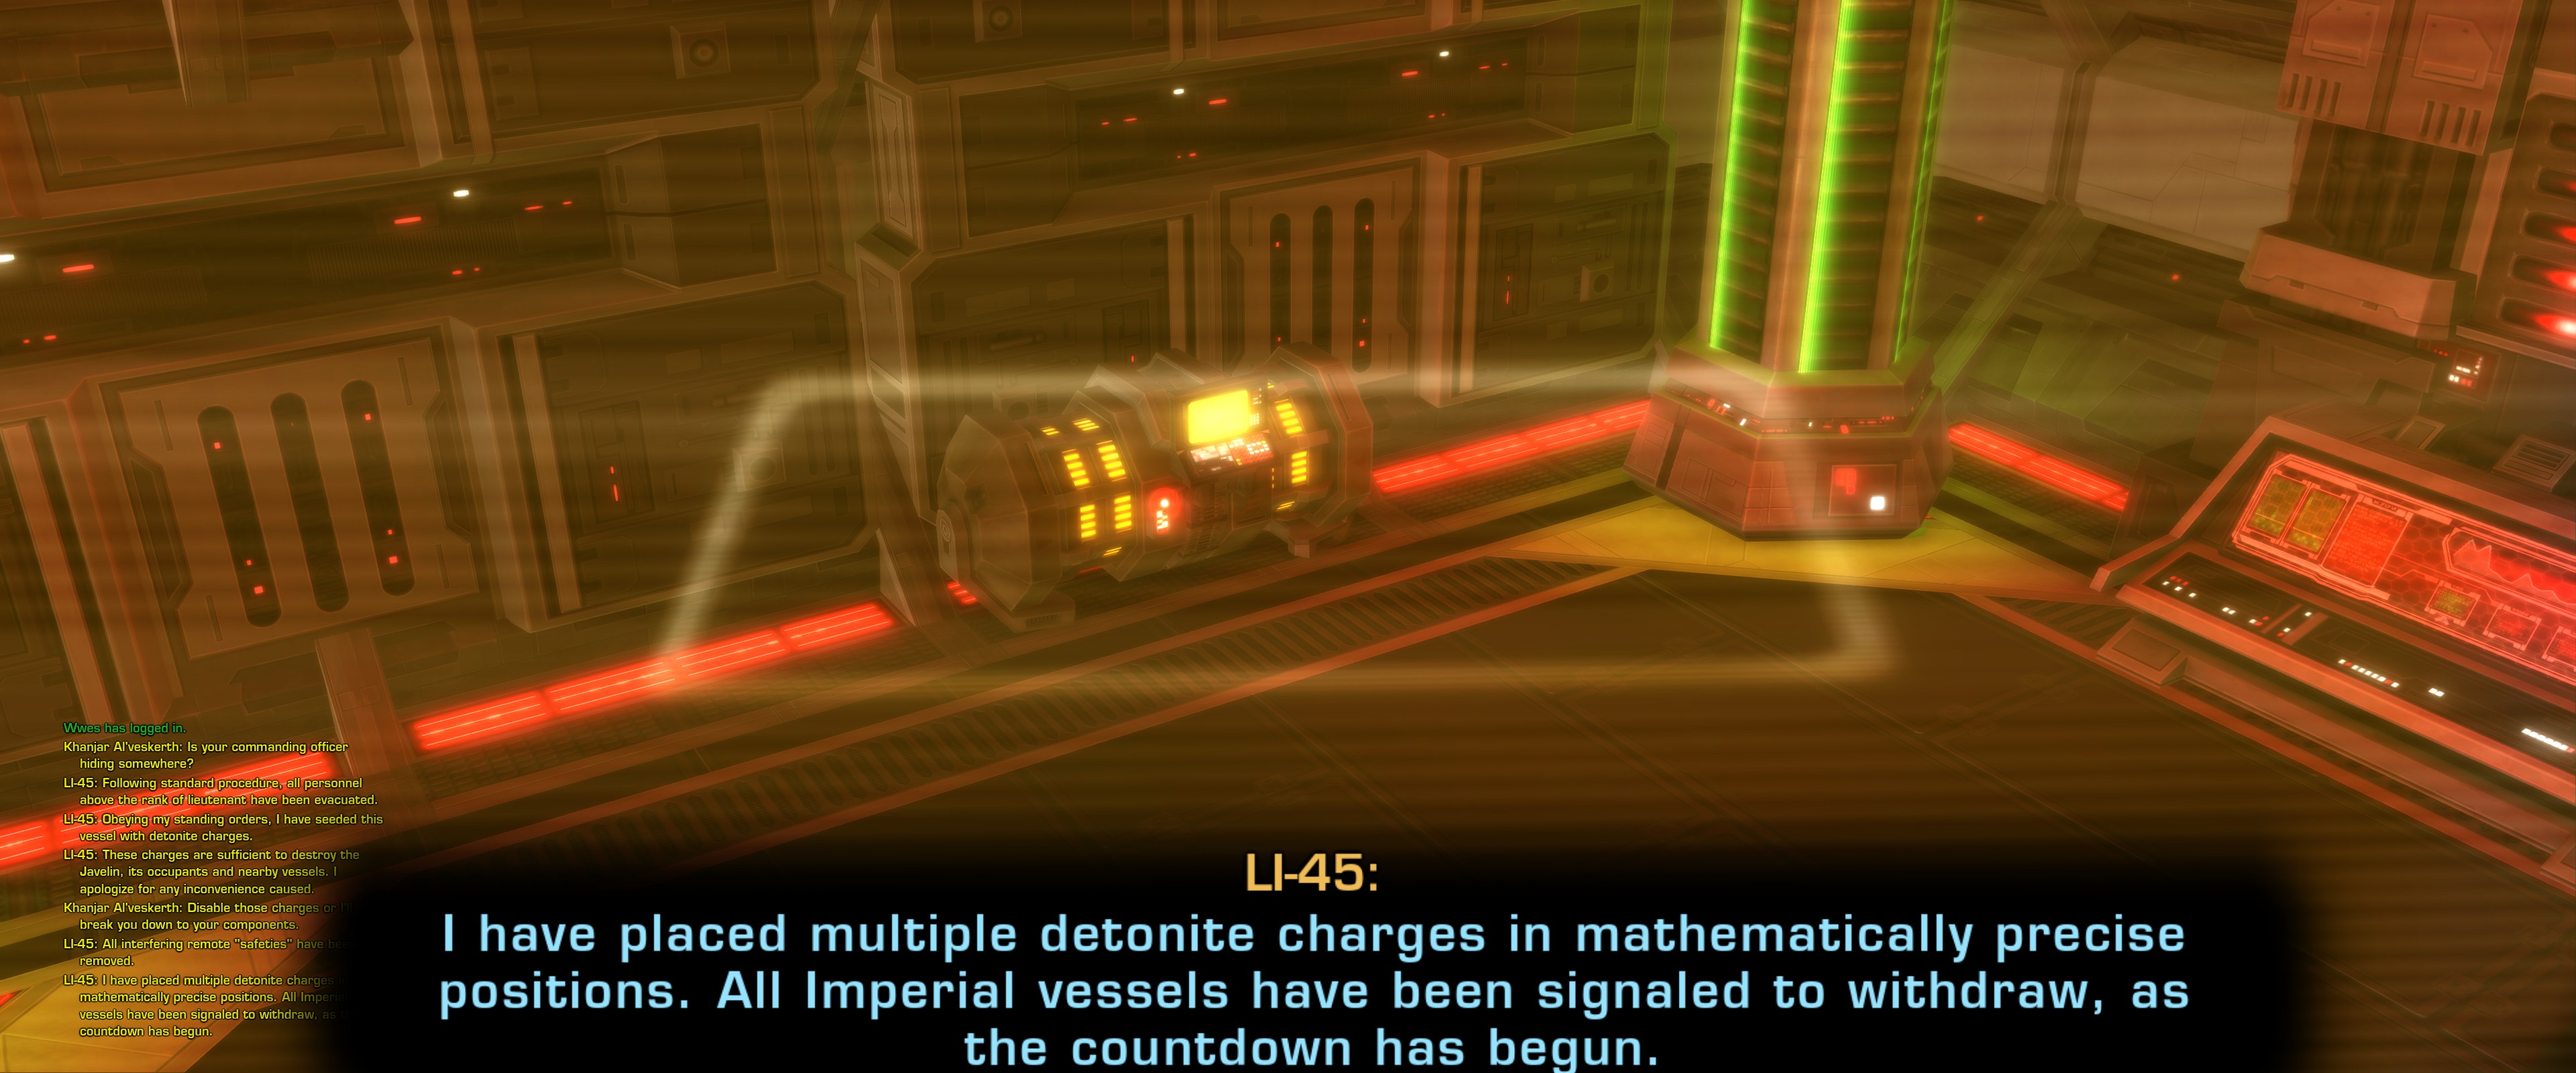 Wwes has logged in.
Khanjar Al'veskerth: Is your commanding officer
hiding somewhere?
LI-45: Following standard procedure, all personnel
above the rank of lieutenant have been evacuated.
LI-45: Obeying my standing orders, I have seeded this
vessel with detonite charges.
LI-45: These charges are sufficient to destroy the
Javelin, its occupants and nearby vessels. I
apologize for any inconvenience caused.
Khanjar Al'veskerth: Disable those charges or I'll
break you down to your components.
LI-45: All interfering remote "safeties" have been
removed.
LI-45: I have placed multiple detonite charges
mathematically precise positions. All Imperial
vessels have been signaled to withdraw, as
countdown has begun.
LI-45:
I have placed multiple detonite charges in mathematically precise
positions. All Imperial vessels have been signaled to withdraw, as
the countdown has begun.